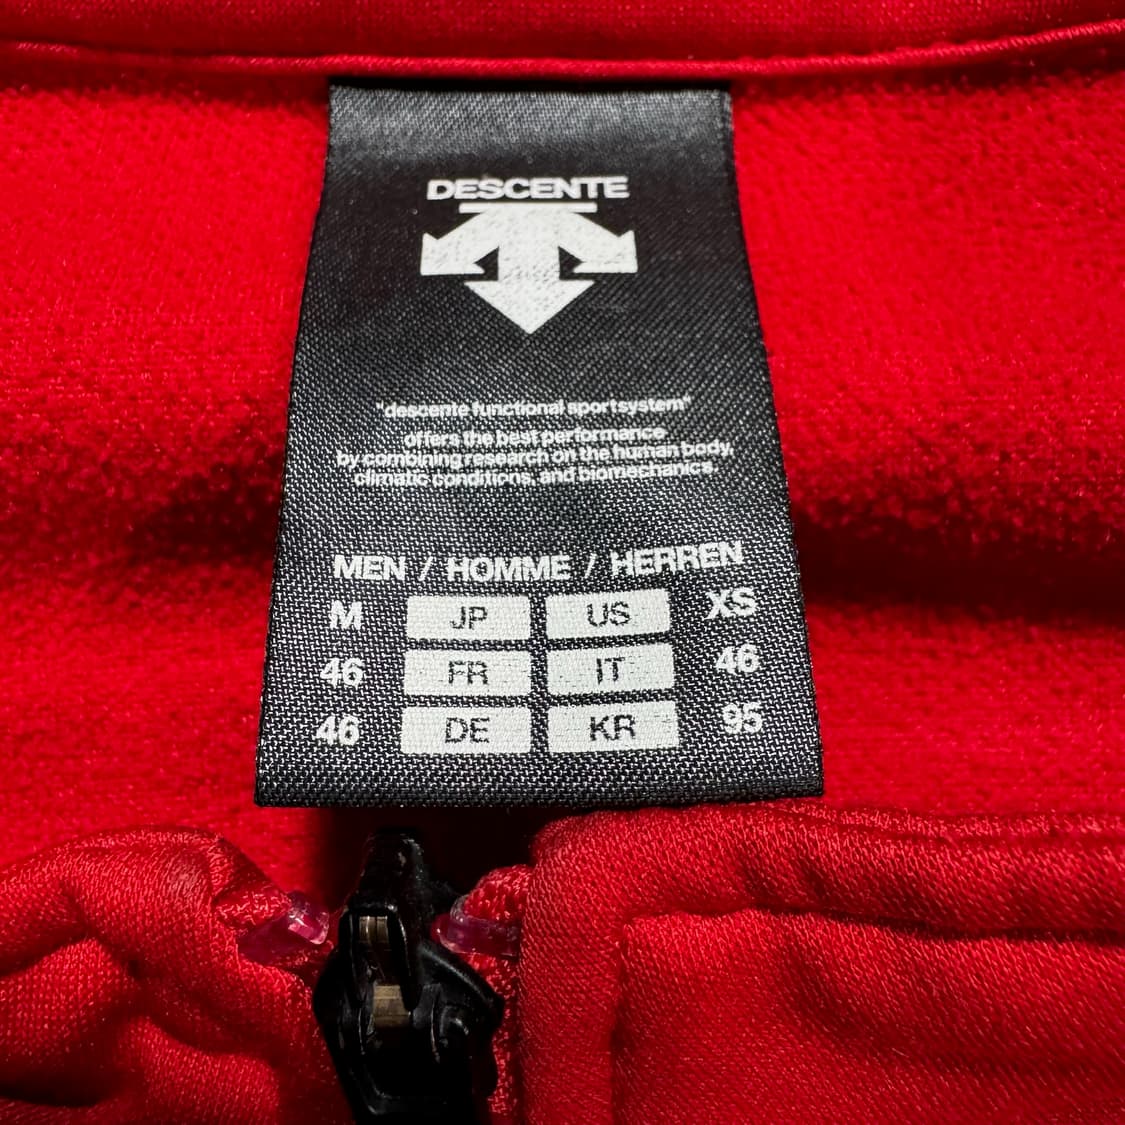 DESCENTE
"descente functional sportsystem"
offers the best performance
by combining research on the human body,
climatic conditions, and biomechanics.
MEN / HOMME / HERREN
M JP US XS
46 FR IT 46
46 DE KR 95